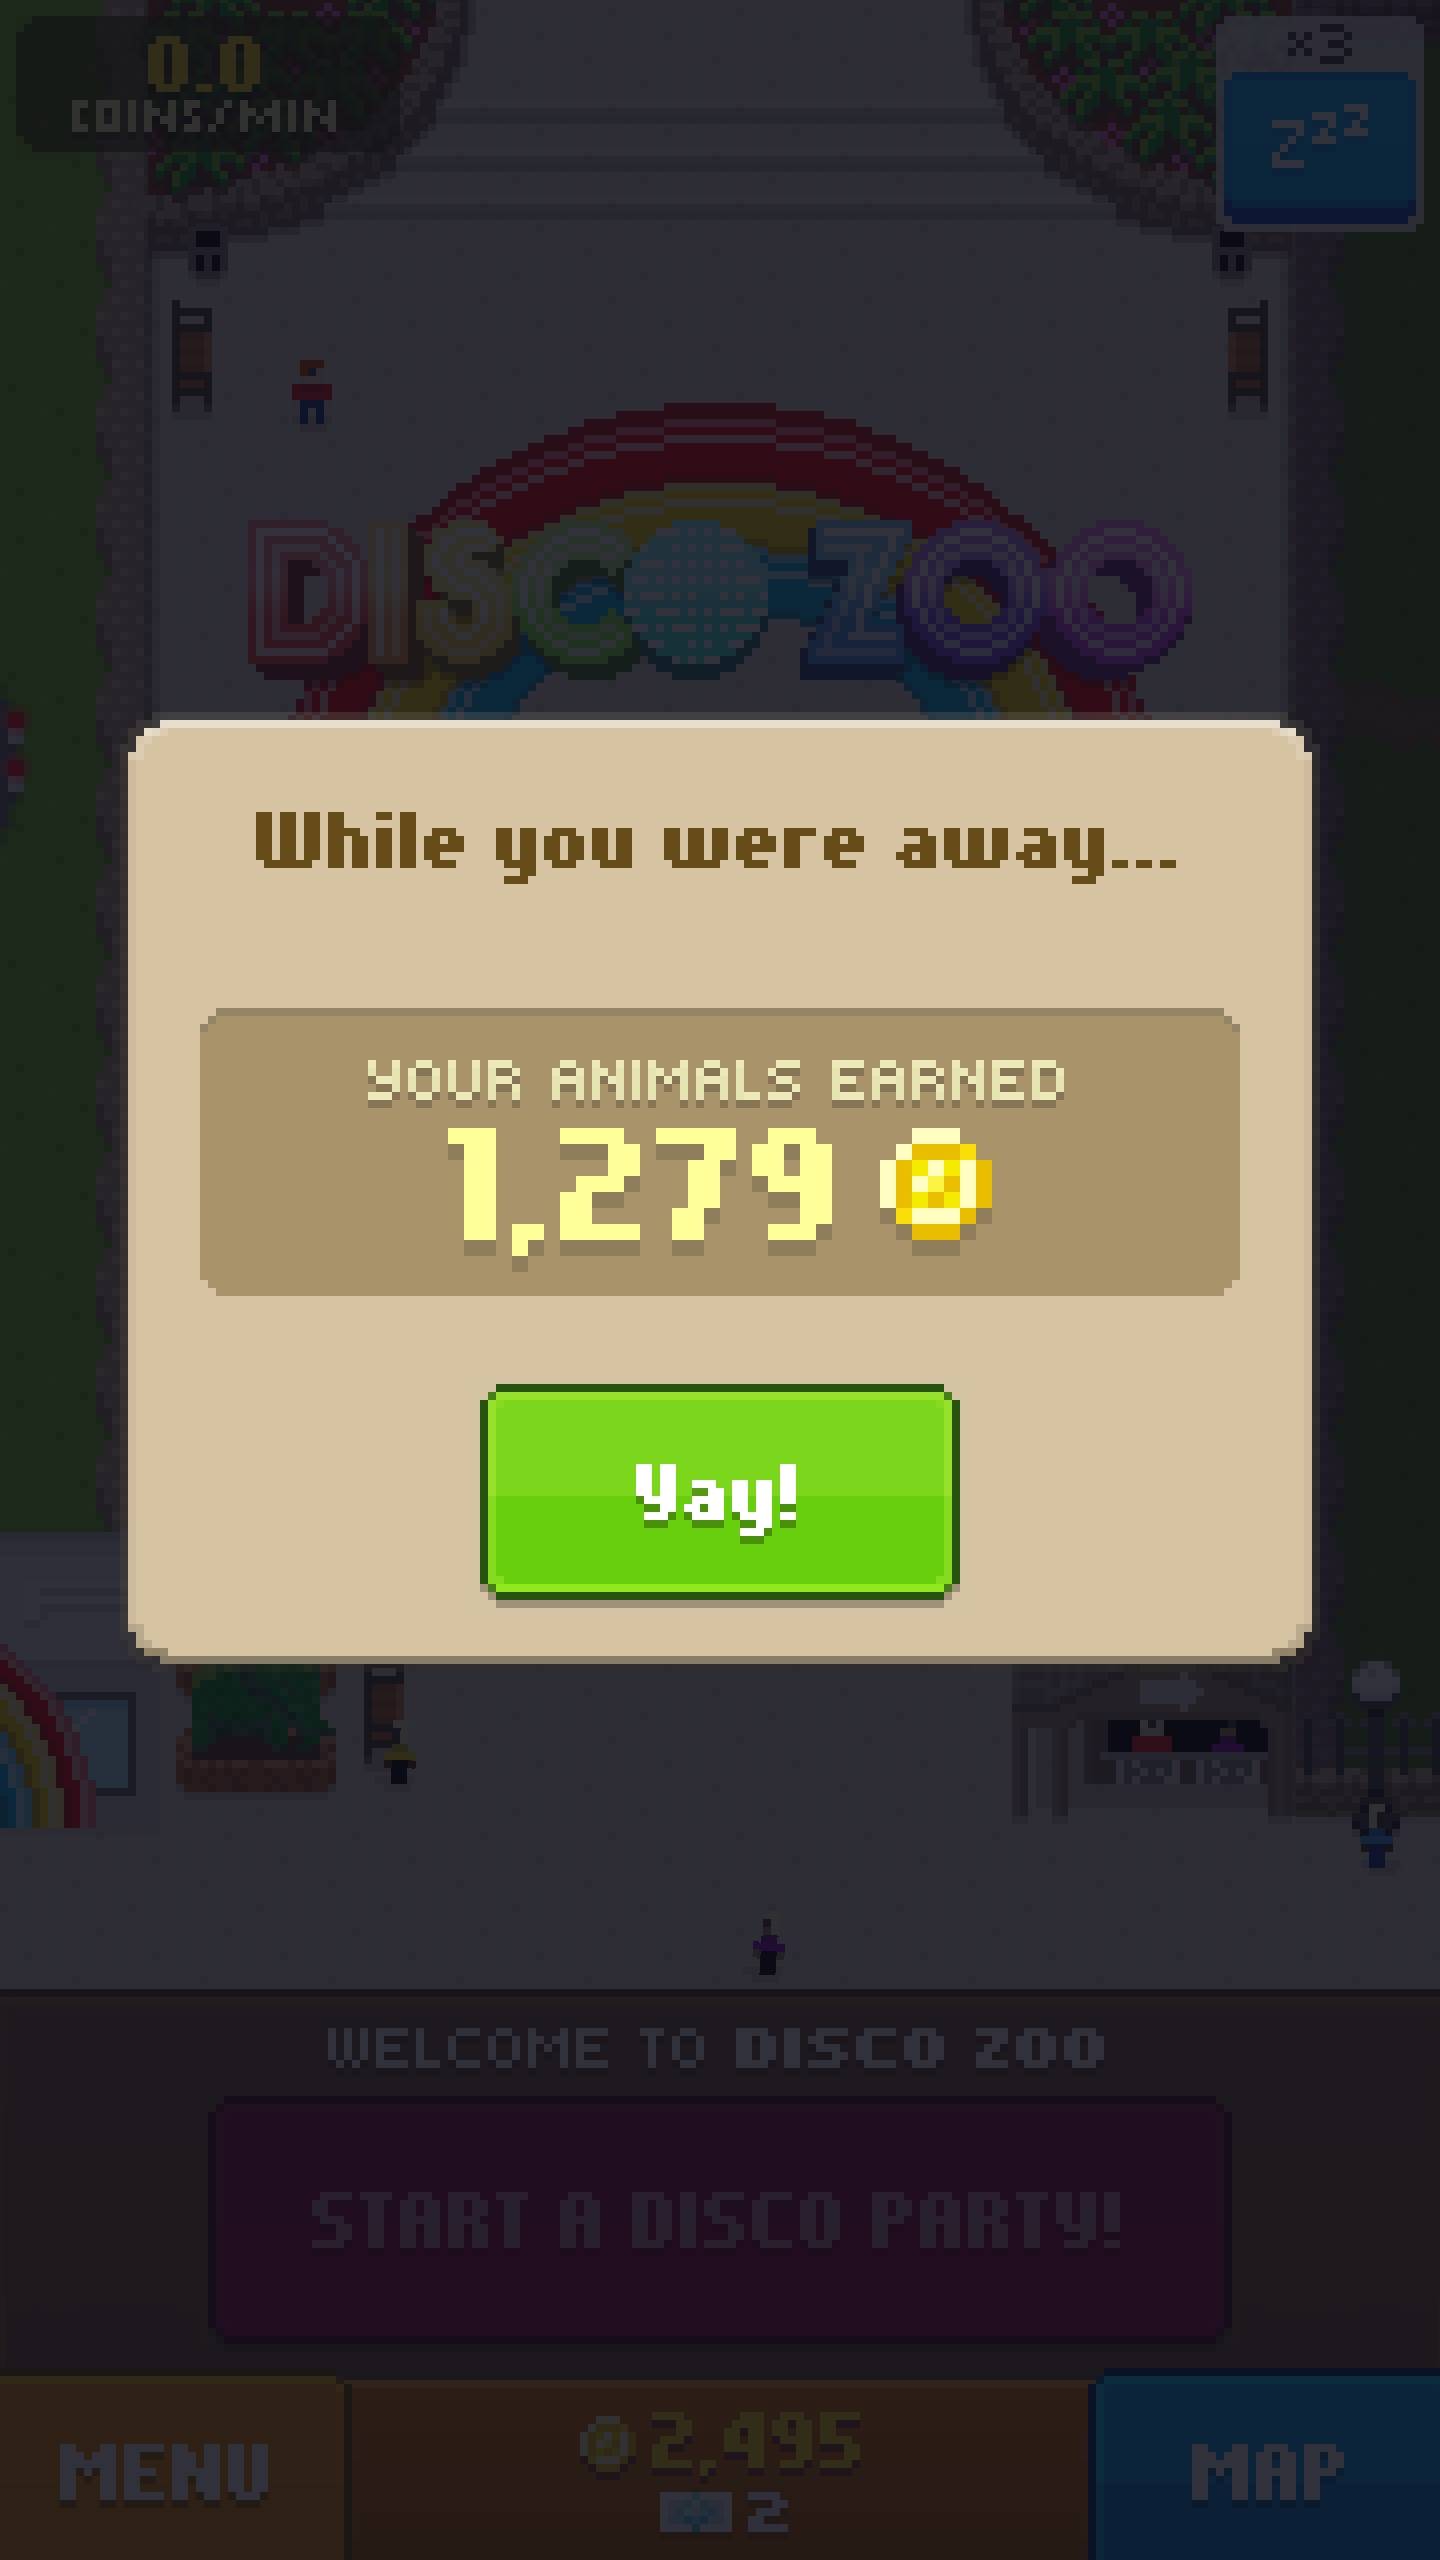 0.0
COINS/MIN
x3
zzz
DISCO ZOO
While you were away...
YOUR ANIMALS EARNED
1,279
Yay!
WELCOME TO DISCO ZOO
START A DISCO PARTY!
MENU
2,495
2
MAP